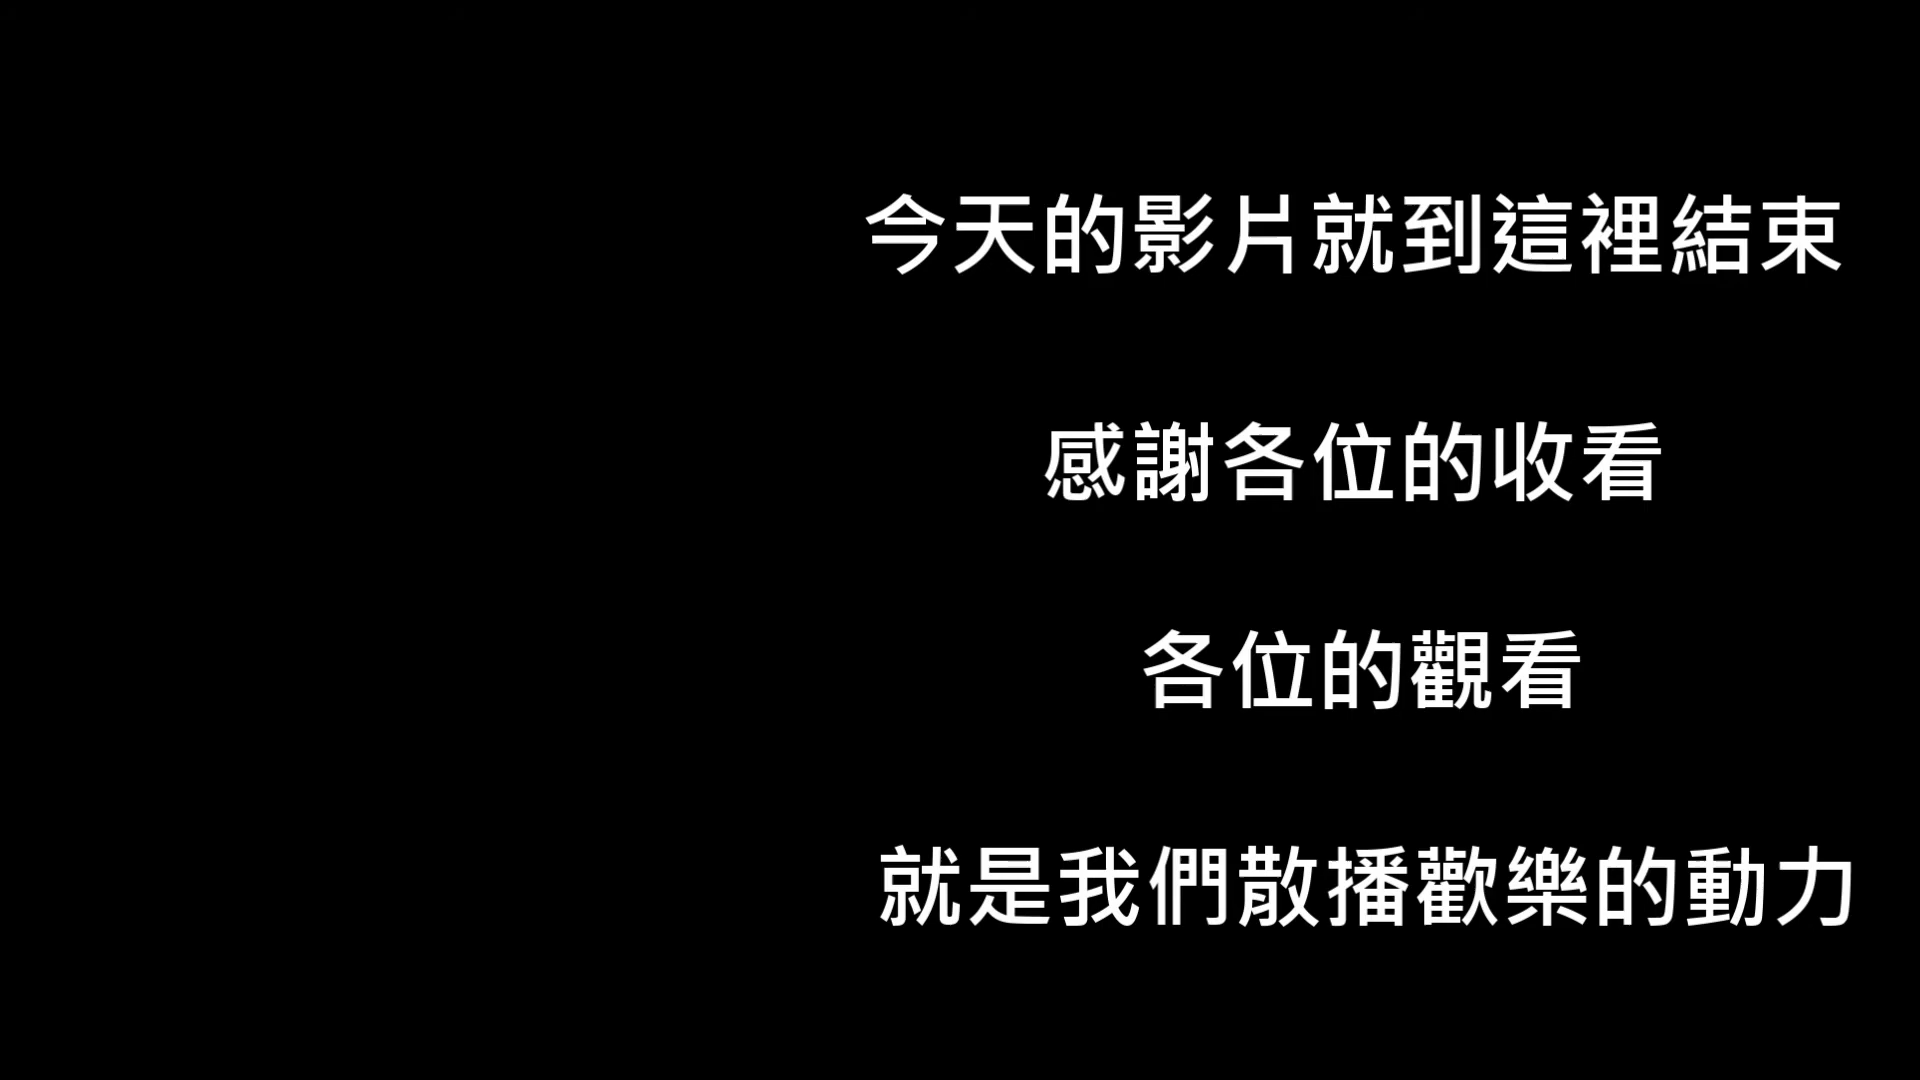 今天的影片就到這裡結束
感謝各位的收看
各位的觀看
就是我們散播歡樂的動力